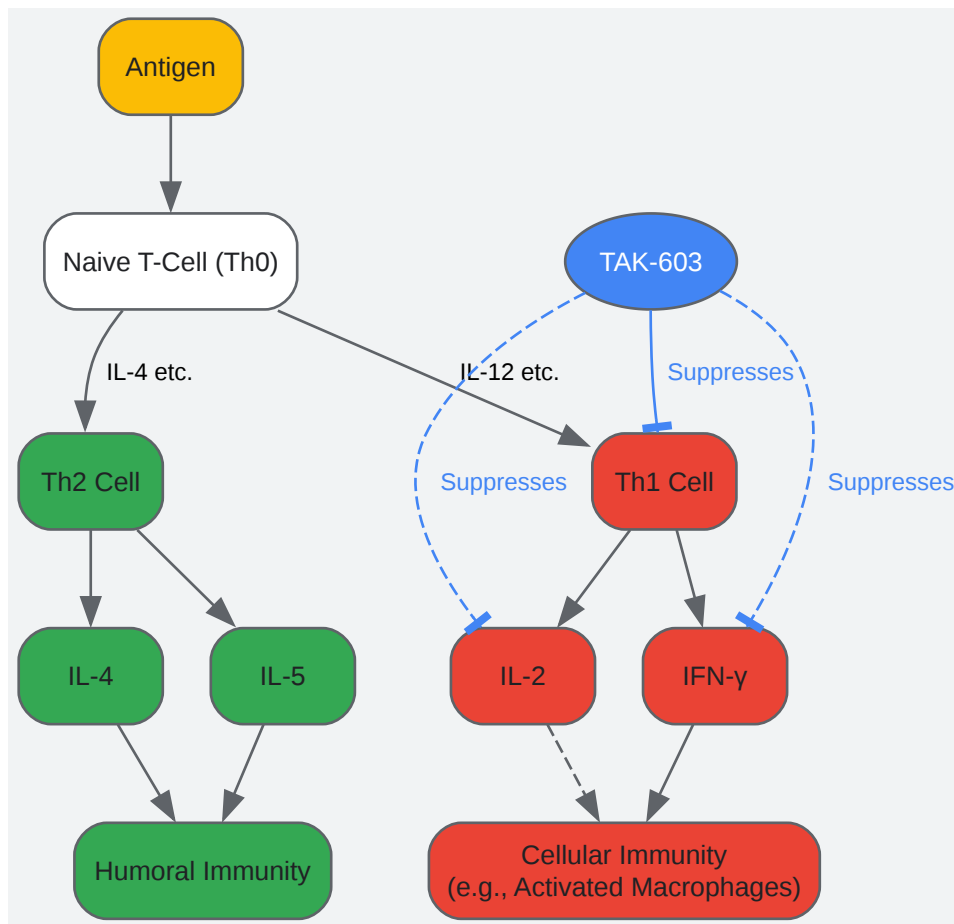 Antigen
Naive T-Cell (Th0)
TAK-603
IL-4 etc.
IL-12 etc.
Suppresses
Th2 Cell
Suppresses
Th1 Cell
Suppresses
IL-4
IL-5
IL-2
IFN-γ
Humoral Immunity
Cellular Immunity
(e.g., Activated Macrophages)